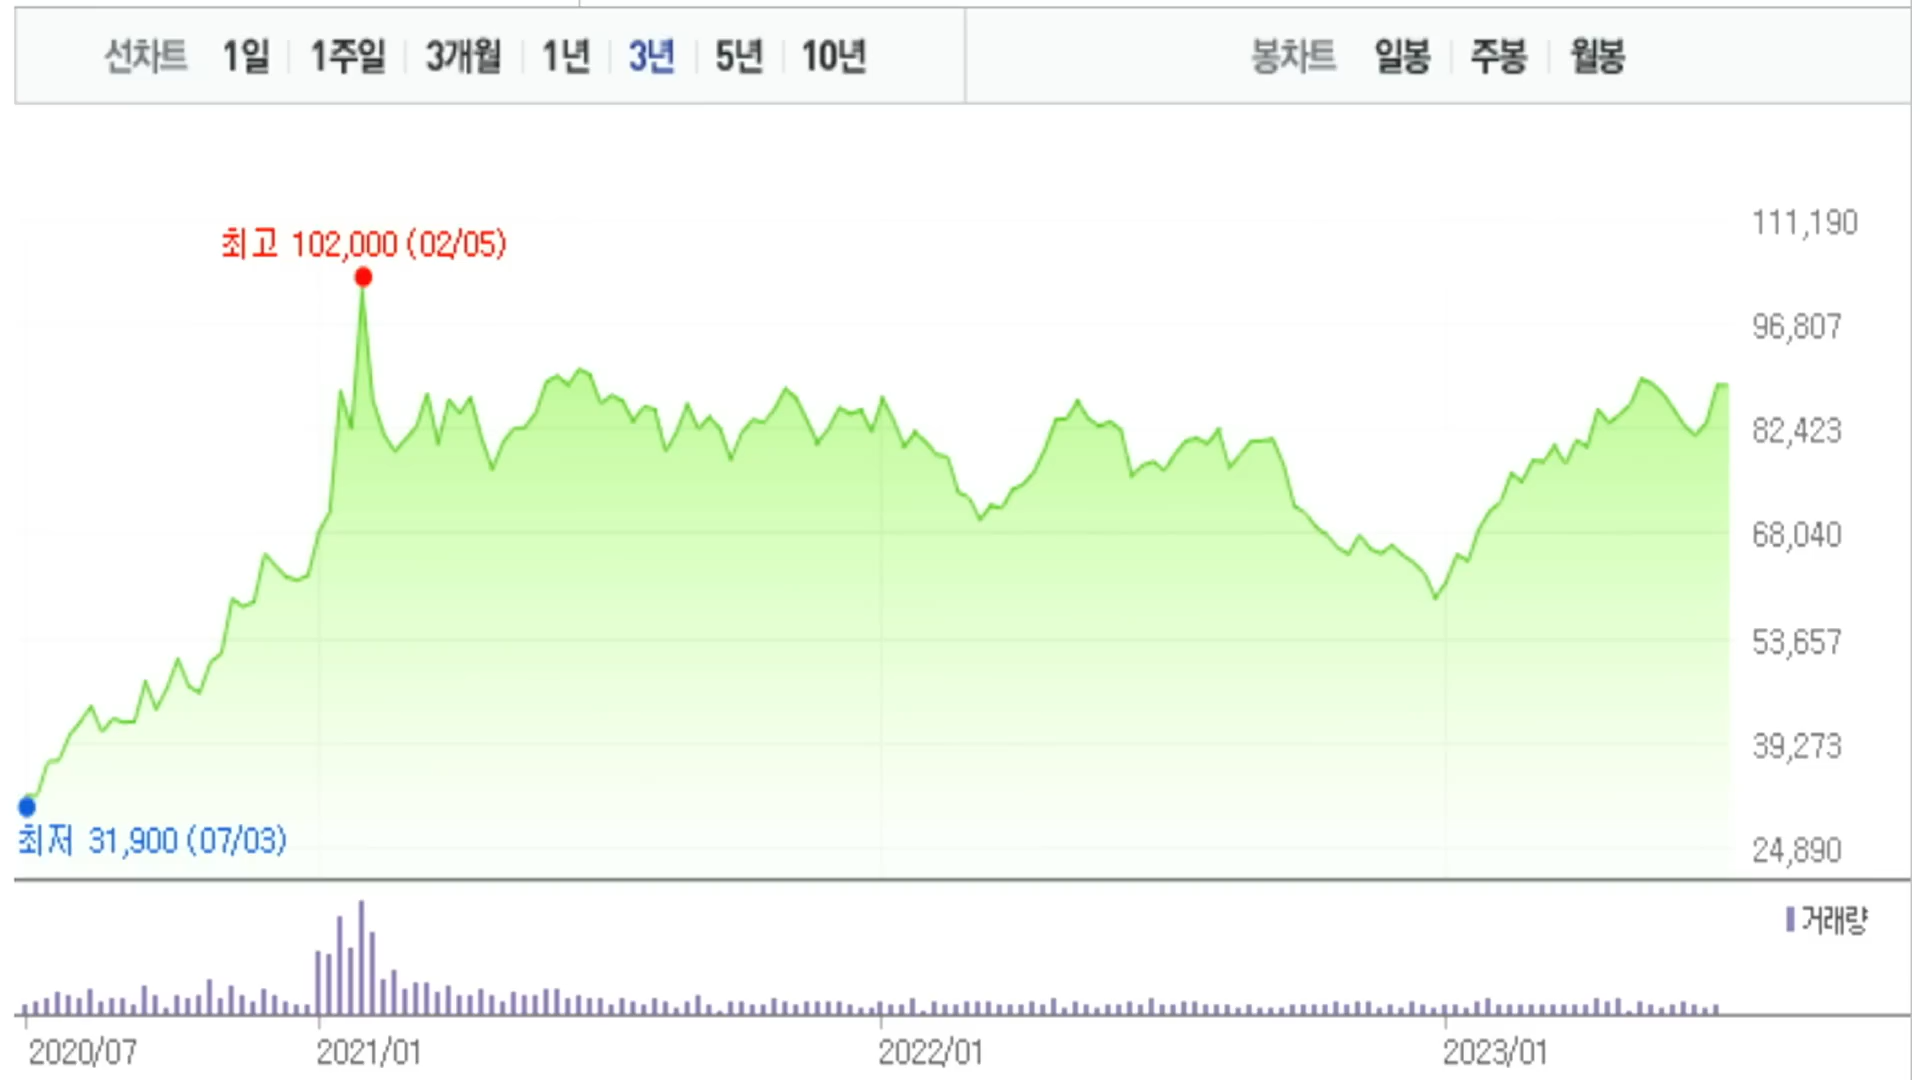 선차트 1일 1주일 3개월 1년 3년 5년 10년 봉차트 일봉 주봉 월봉
111,190
최고 102,000 (02/05)
96,807
82,423
68,040
53,657
39,273
최저 31,900 (07/03)
24,890
거래량
2020/07 2021/01 2022/01 2023/01